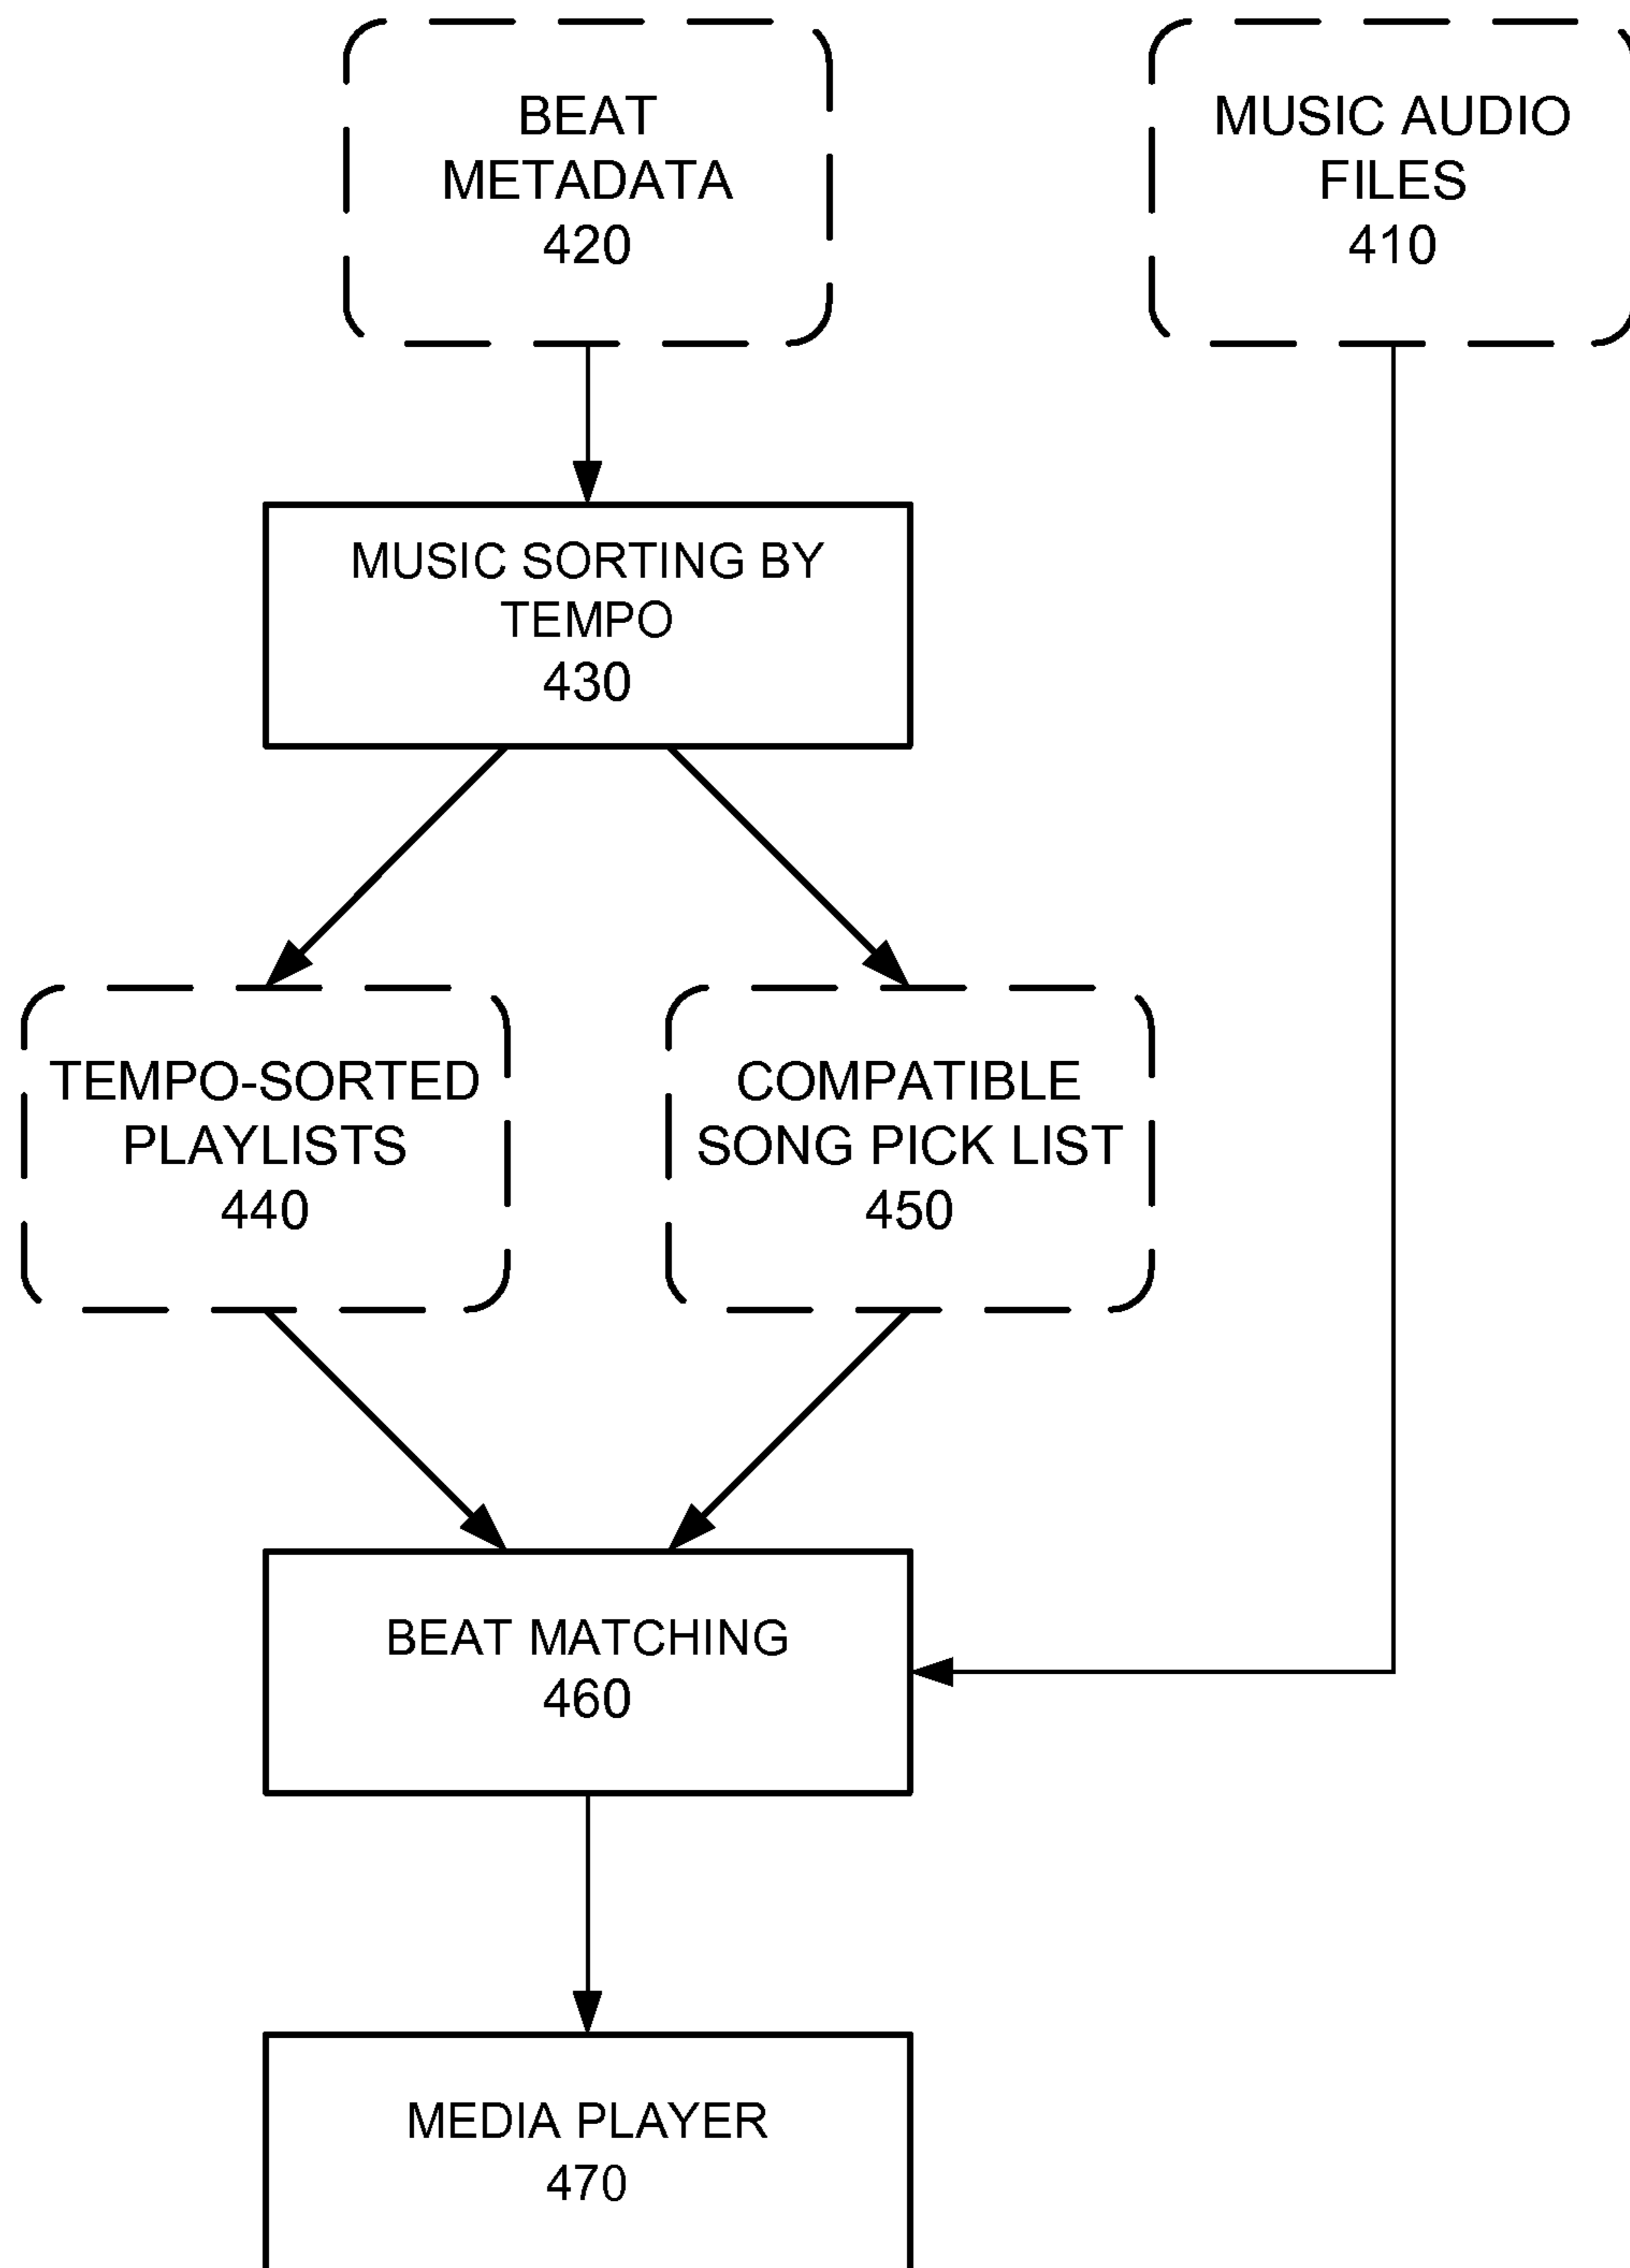 BEAT
METADATA
420
MUSIC AUDIO
FILES
410
MUSIC SORTING BY
TEMPO
430
TEMPO-SORTED
PLAYLISTS
440
COMPATIBLE
SONG PICK LIST
450
BEAT MATCHING
460
MEDIA PLAYER
470